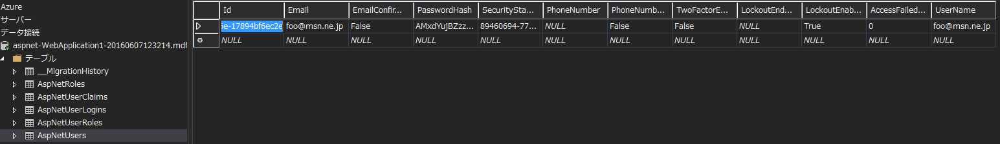 Azure
サーバー
データ接続
aspnet-WebApplication1-20160607123214.mdf
テーブル
__MigrationHistory
AspNetRoles
AspNetUserClaims
AspNetUserLogins
AspNetUserRoles
AspNetUsers
Id Email EmailConfir... PasswordHash SecuritySta... PhoneNumber PhoneNumb... TwoFactorE... LockoutEnd... LockoutEnab... AccessFailed... UserName
5e-17894bf6ec2e foo@msn.ne.jp False AMxdYujBZzz... 89460694-77... NULL False False NULL True 0 foo@msn.ne.jp
NULL NULL NULL NULL NULL NULL NULL NULL NULL NULL NULL NULL